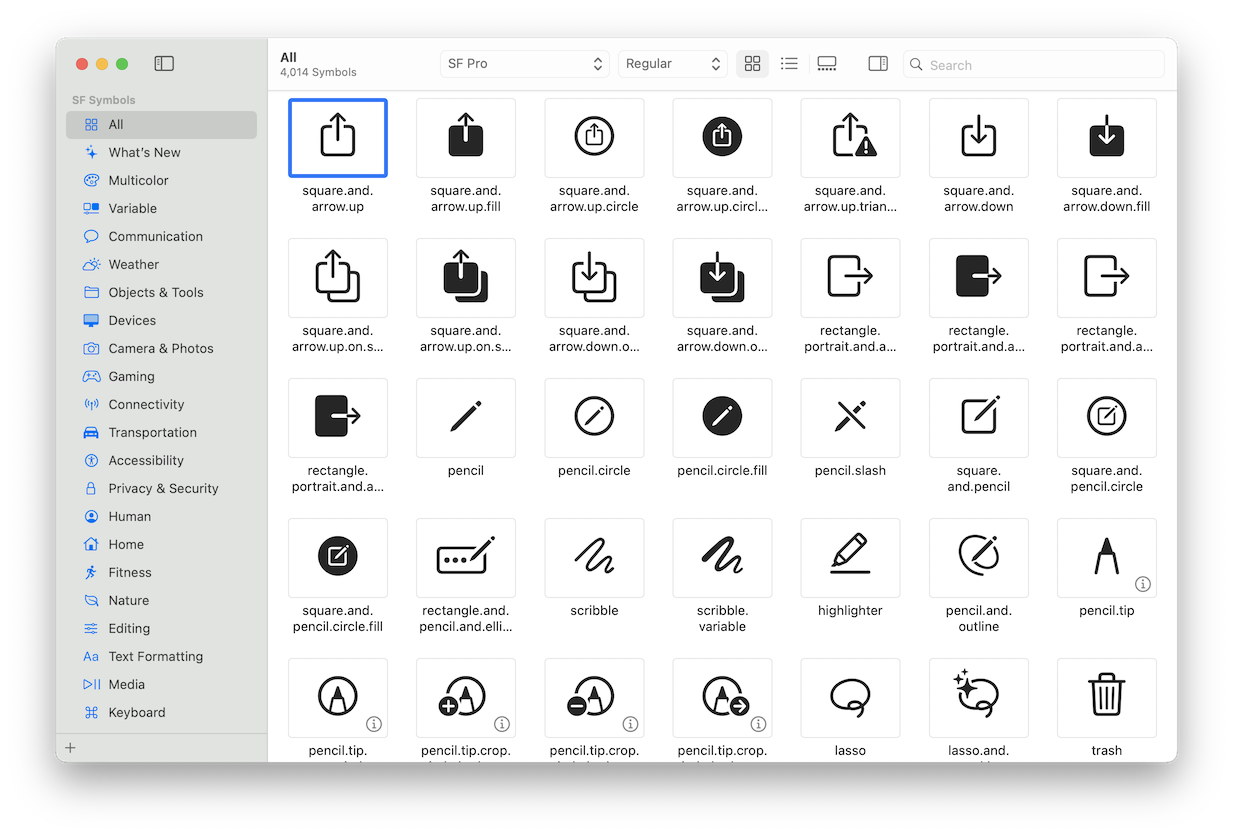 All
4,014 Symbols
SF Pro
Regular
Search
SF Symbols
All
What's New
Multicolor
Variable
Communication
Weather
Objects & Tools
Devices
Camera & Photos
Gaming
Connectivity
Transportation
Accessibility
Privacy & Security
Human
Home
Fitness
Nature
Editing
Aa Text Formatting
Media
Keyboard
square.and.
arrow.up
square.and.
arrow.up.fill
square.and.
arrow.up.circle
square.and.
arrow.up.circl...
square.and.
arrow.up.trian...
square.and.
arrow.down
square.and.
arrow.down.fill
square.and.
arrow.up.on.s...
square.and.
arrow.up.on.s...
square.and.
arrow.down.o...
square.and.
arrow.down.o...
rectangle.
portrait.and.a...
rectangle.
portrait.and.a...
rectangle.
portrait.and.a...
rectangle.
portrait.and.a...
pencil
pencil.circle
pencil.circle.fill
pencil.slash
square.
and.pencil
square.and.
pencil.circle
square.and.
pencil.circle.fill
rectangle.and.
pencil.and.elli...
scribble
scribble.
variable
highlighter
pencil.and.
outline
pencil.tip
pencil.tip.
pencil.tip.crop.
pencil.tip.crop.
pencil.tip.crop.
lasso
lasso.and.
trash